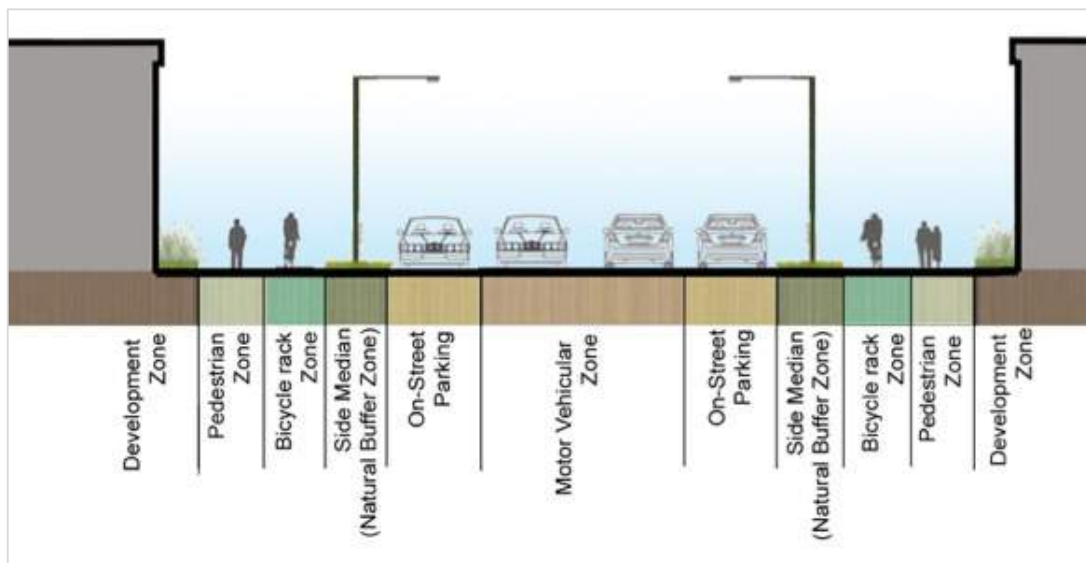 Development
Zone
Pedestrian
Zone
Bicycle rack
Zone
Side Median
(Natural Buffer Zone)
On-Street
Parking
Motor Vehicular
Zone
On-Street
Parking
Side Median
(Natural Buffer Zone)
Bicycle rack
Zone
Pedestrian
Zone
Development
Zone